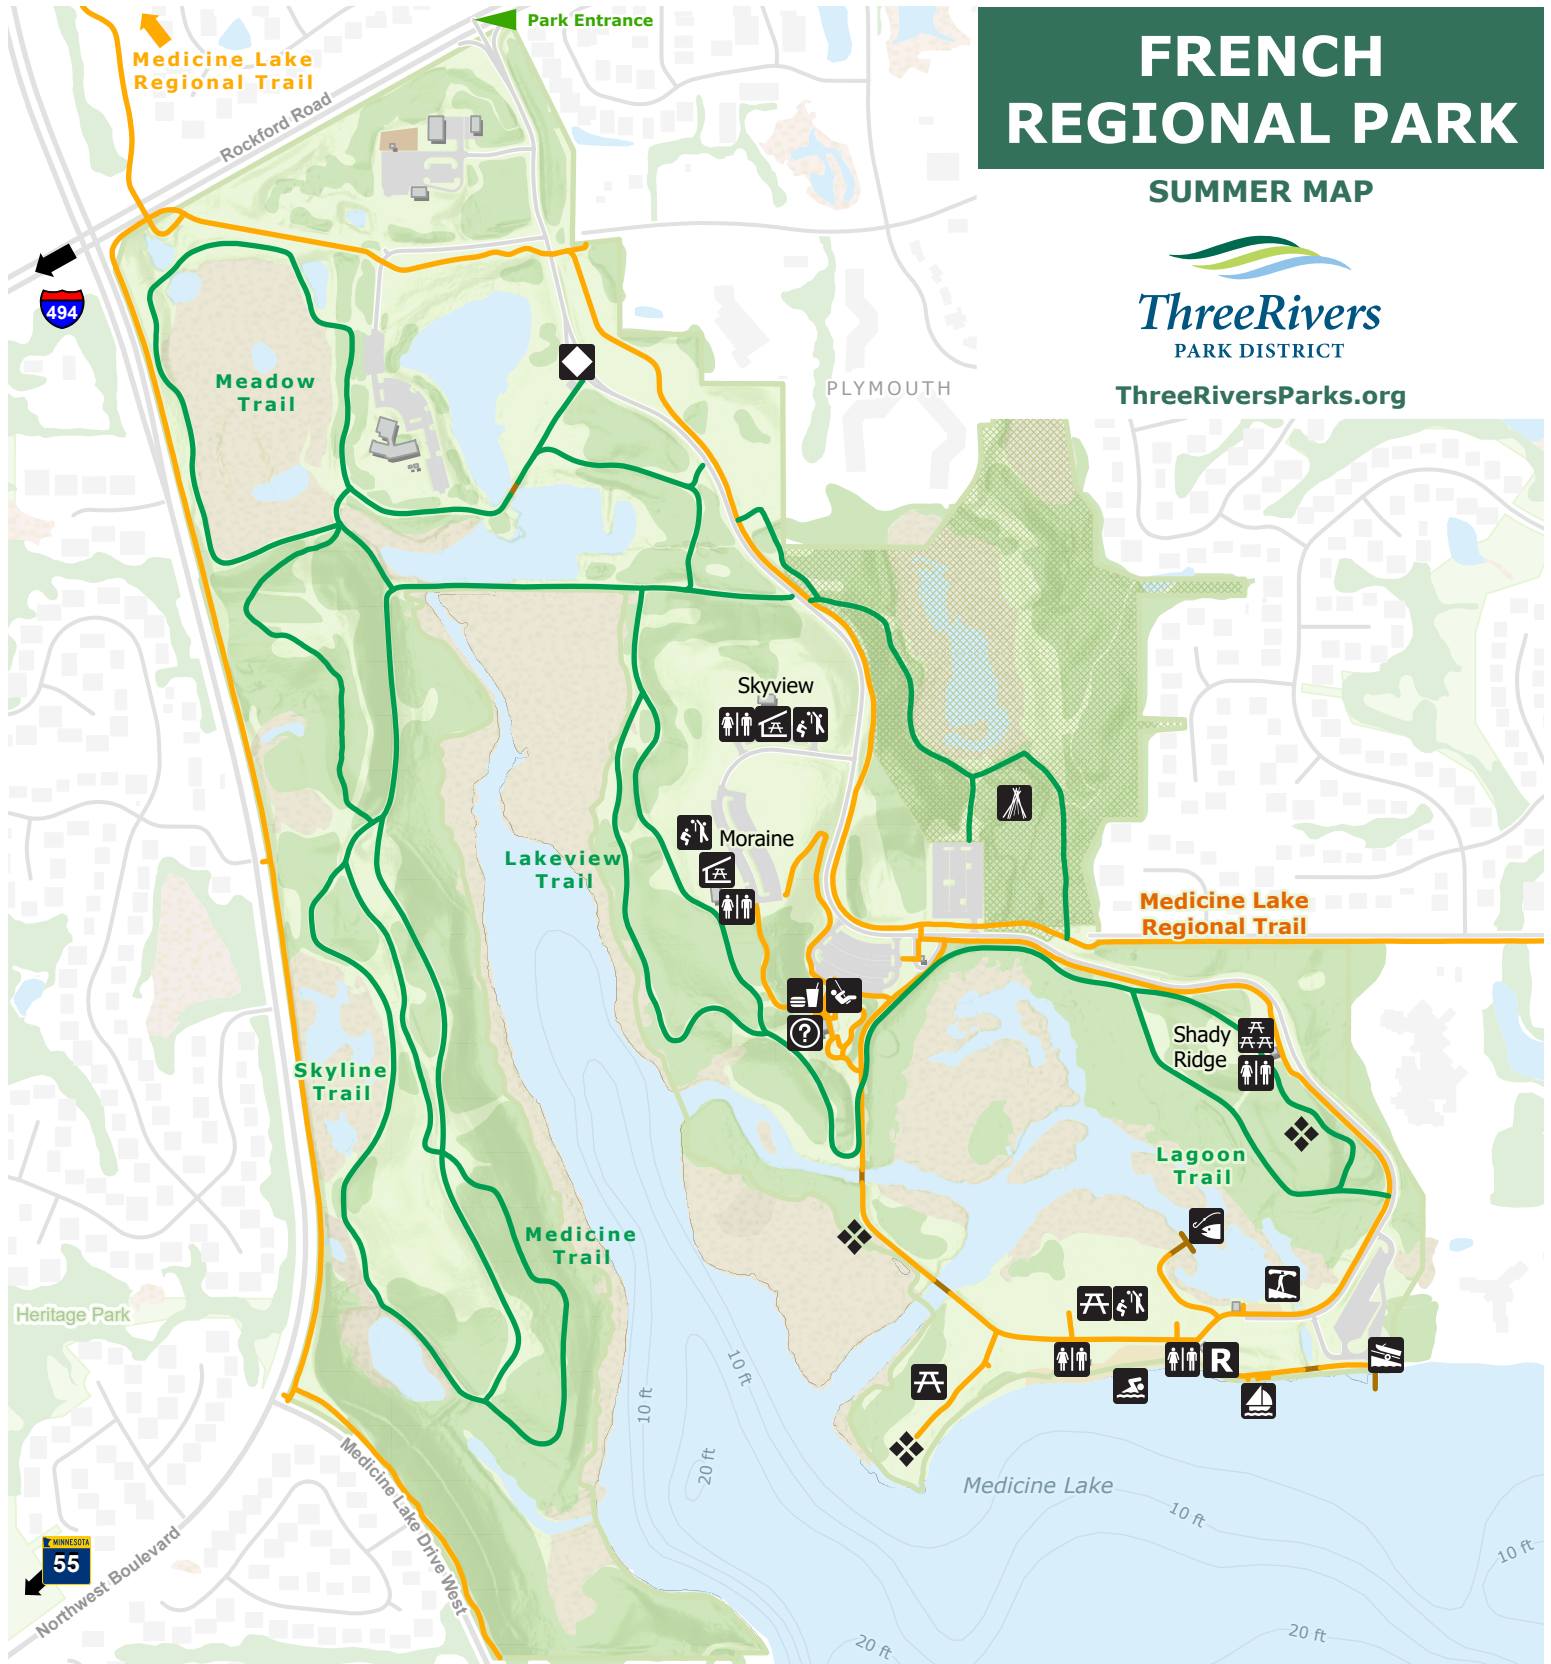 Park Entrance
FRENCH
REGIONAL PARK
SUMMER MAP
ThreeRivers
PARK DISTRICT
ThreeRiversParks.org
Medicine Lake
Regional Trail
Rockford Road
494
Meadow
Trail
PLYMOUTH
Skyview
Moraine
Lakeview
Trail
Medicine Lake
Regional Trail
?
Shady
Ridge
Skyline
Trail
Lagoon
Trail
Medicine
Trail
Heritage Park
R
10 ft
10 ft
20 ft
Medicine Lake
10 ft
10 ft
20 ft
20 ft
Medicine Lake Drive West
MINNESOTA
55
Northwest Boulevard